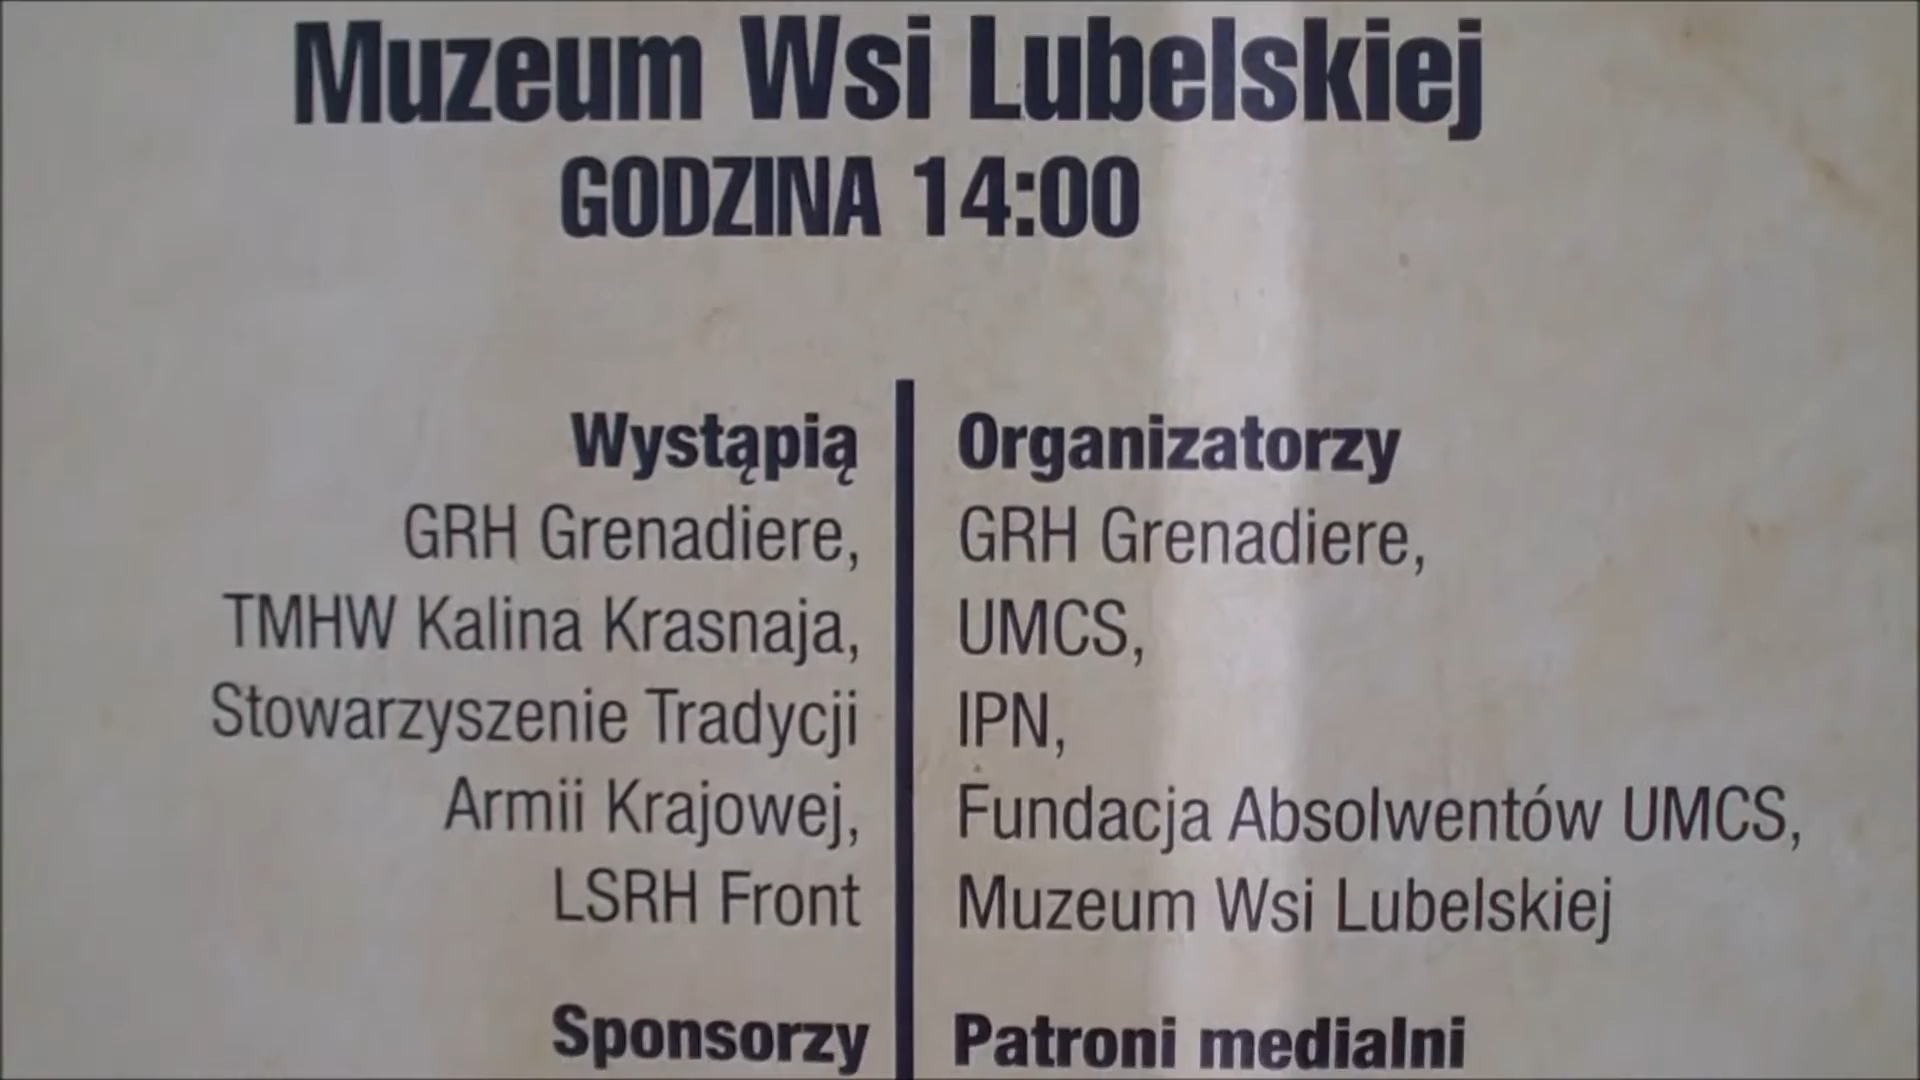 Muzeum Wsi Lubelskiej
GODZINA 14:00
Wystąpią
GRH Grenadiere,
TMHW Kalina Krasnaja,
Stowarzyszenie Tradycji
Armii Krajowej,
LSRH Front
Sponsorzy
Organizatorzy
GRH Grenadiere,
UMCS,
IPN,
Fundacja Absolwentów UMCS,
Muzeum Wsi Lubelskiej
Patroni medialni